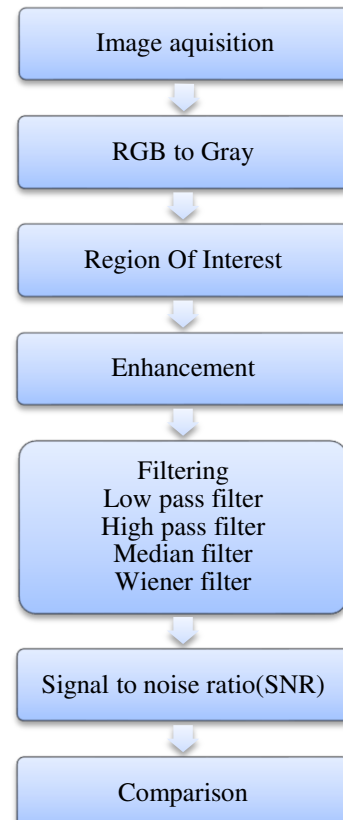 Image aquisition
RGB to Gray
Region Of Interest
Enhancement
Filtering
Low pass filter
High pass filter
Median filter
Wiener filter
Signal to noise ratio(SNR)
Comparison